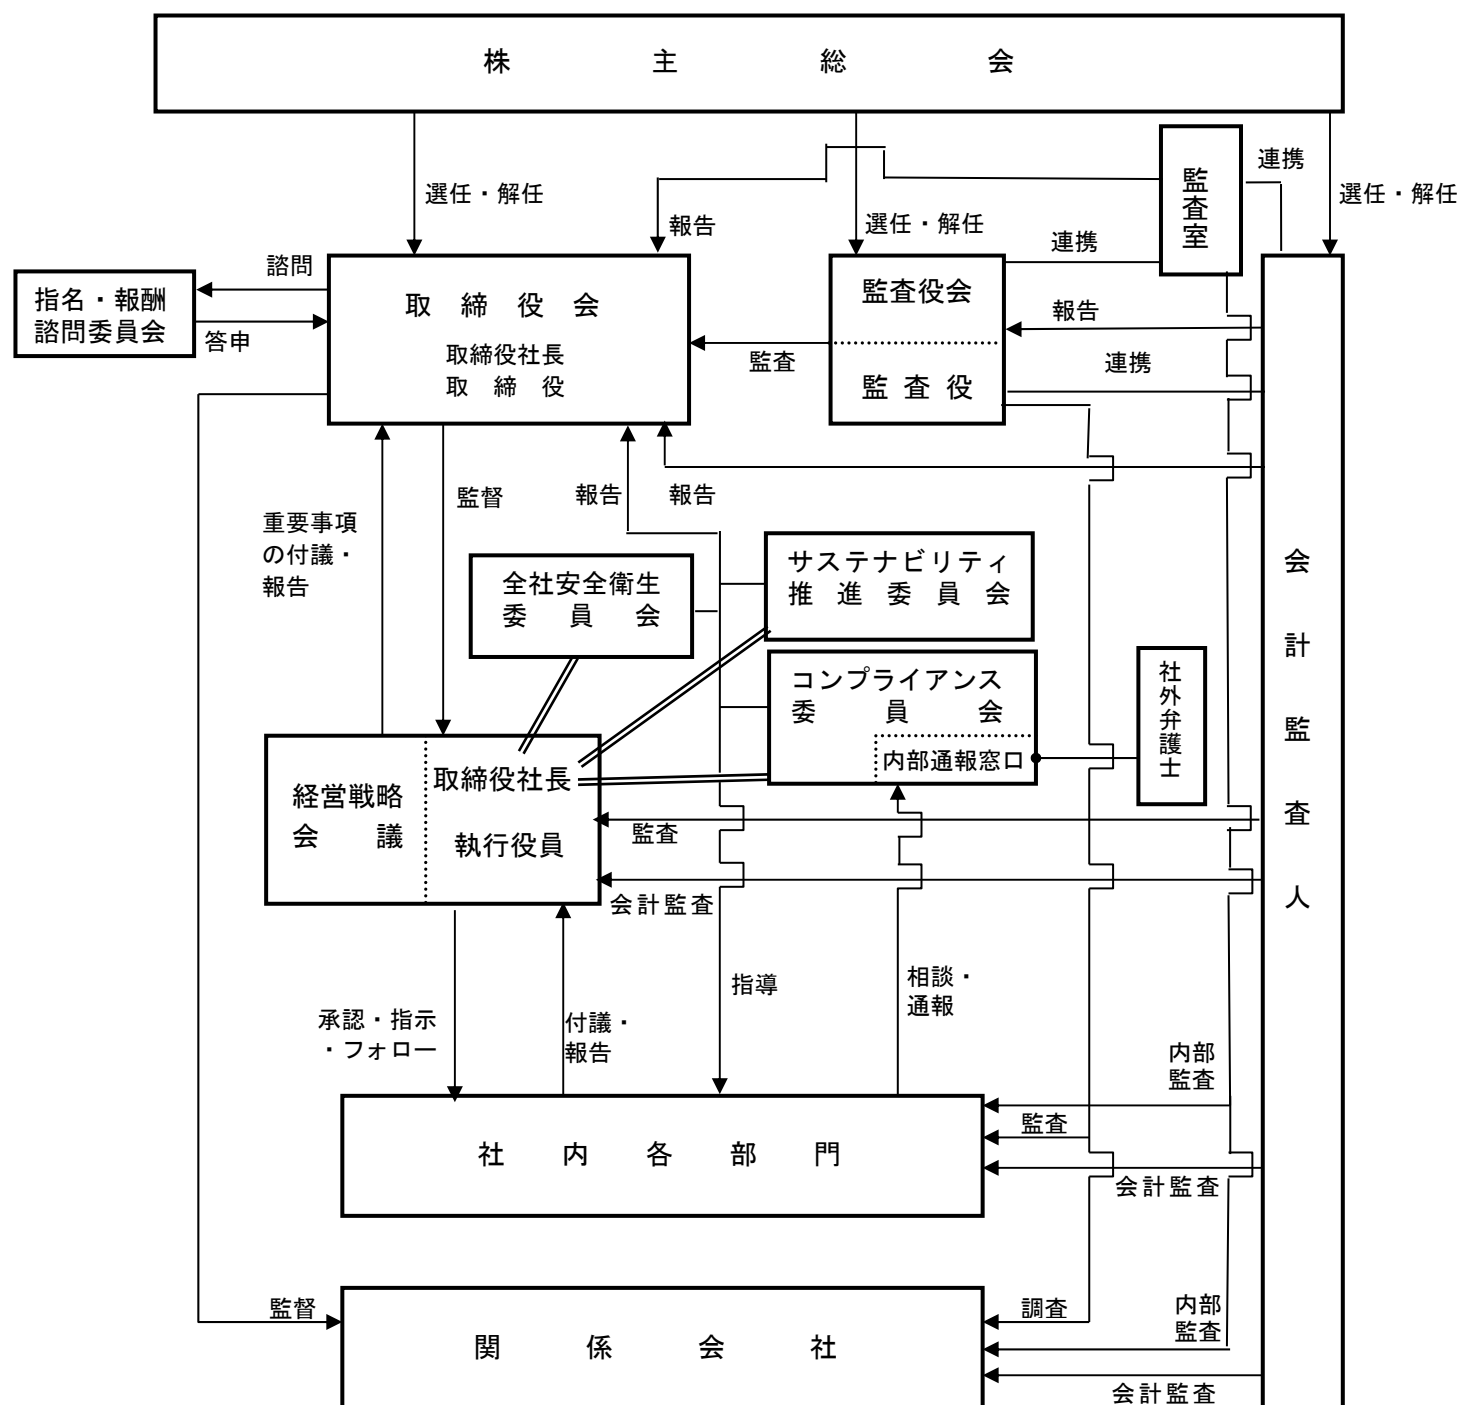 株主総会
選任・解任
選任・解任
選任・解任
報告
監査室
連携
連携
諮問
答申
指名・報酬
諮問委員会
取締役会
取締役社長
取締役
監査役会
監査役
監査
報告
連携
重要事項
の付議・
報告
監督
報告
報告
全社安全衛生
委員会
サステナビリティ
推進委員会
コンプライアンス
委員会
内部通報窓口
社外弁護士
会計監査人
経営戦略
会議
取締役社長
執行役員
監査
会計監査
承認・指示
・フォロー
付議・
報告
指導
相談・
通報
内部
監査
監査
会計監査
社内各部門
監督
関係会社
調査
内部
監査
会計監査